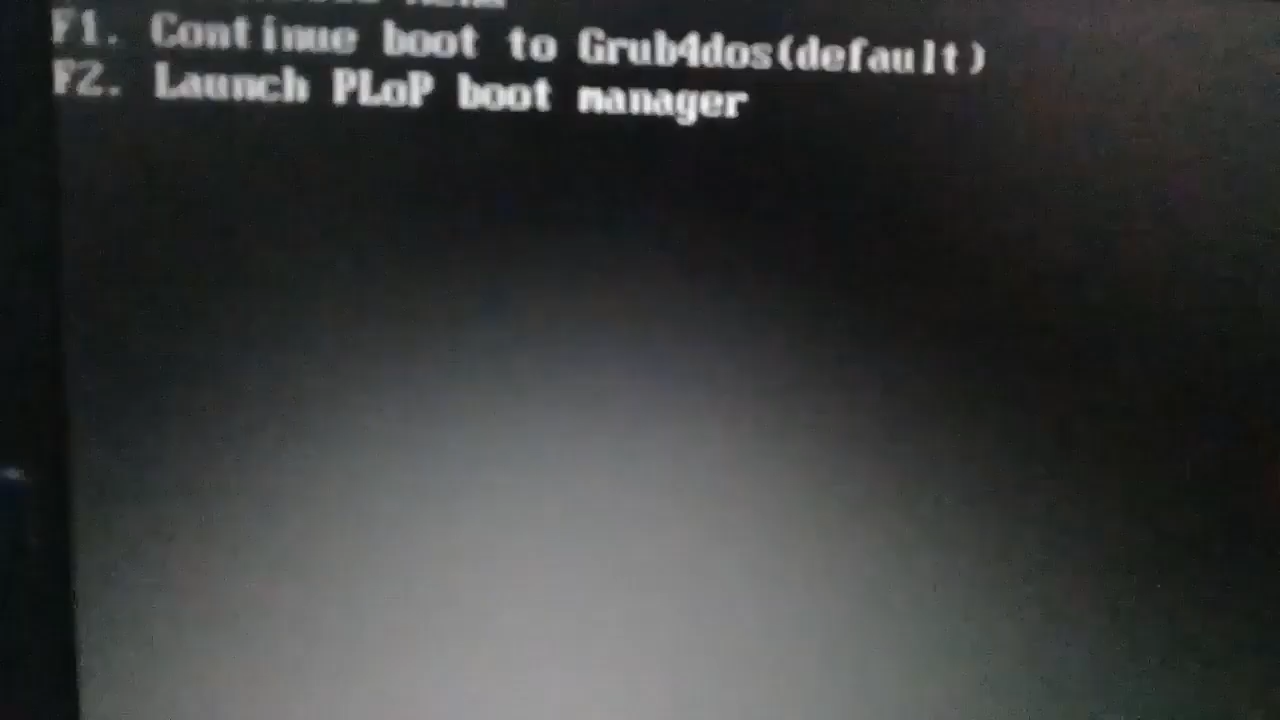 F1. Continue boot to Grub4dos(default)
F2. Launch PLoP boot manager